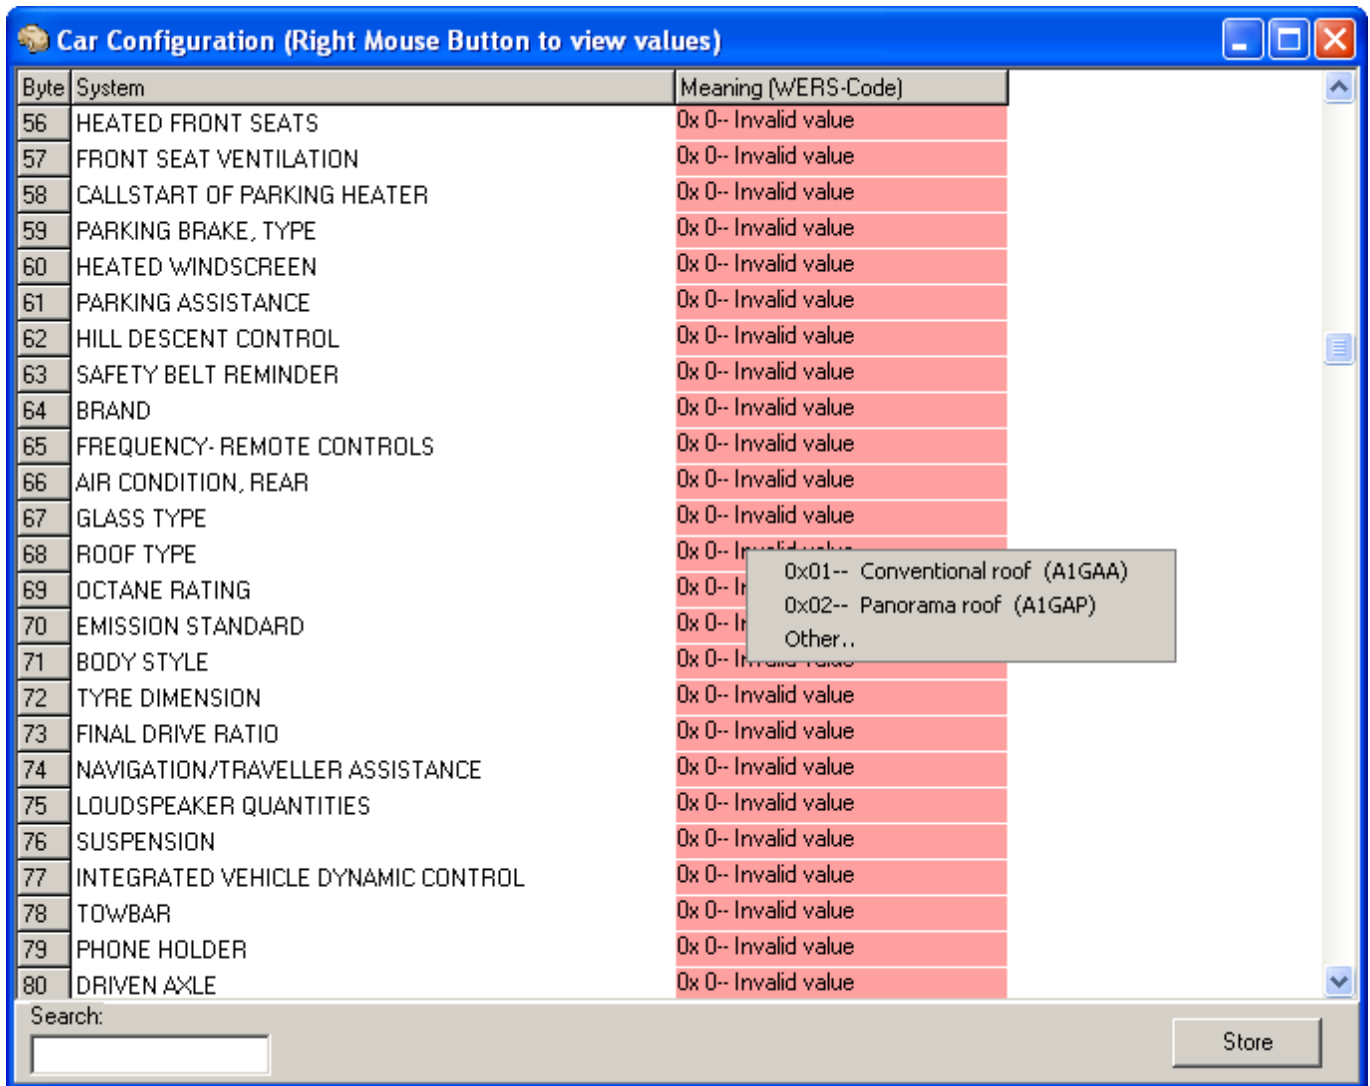 Car Configuration (Right Mouse Button to view values)
Byte System Meaning (WERS-Code)
56 HEATED FRONT SEATS 0x 0-- Invalid value
57 FRONT SEAT VENTILATION 0x 0-- Invalid value
58 CALLSTART OF PARKING HEATER 0x 0-- Invalid value
59 PARKING BRAKE, TYPE 0x 0-- Invalid value
60 HEATED WINDSCREEN 0x 0-- Invalid value
61 PARKING ASSISTANCE 0x 0-- Invalid value
62 HILL DESCENT CONTROL 0x 0-- Invalid value
63 SAFETY BELT REMINDER 0x 0-- Invalid value
64 BRAND 0x 0-- Invalid value
65 FREQUENCY- REMOTE CONTROLS 0x 0-- Invalid value
66 AIR CONDITION, REAR 0x 0-- Invalid value
67 GLASS TYPE 0x 0-- Invalid value
68 ROOF TYPE 0x 0-- Invalid value
0x01-- Conventional roof (A1GAA)
69 OCTANE RATING 0x 0--
0x02-- Panorama roof (A1GAP)
70 EMISSION STANDARD 0x 0--
Other..
71 BODY STYLE 0x 0-- Invalid value
72 TYRE DIMENSION 0x 0-- Invalid value
73 FINAL DRIVE RATIO 0x 0-- Invalid value
74 NAVIGATION/TRAVELLER ASSISTANCE 0x 0-- Invalid value
75 LOUDSPEAKER QUANTITIES 0x 0-- Invalid value
76 SUSPENSION 0x 0-- Invalid value
77 INTEGRATED VEHICLE DYNAMIC CONTROL 0x 0-- Invalid value
78 TOWBAR 0x 0-- Invalid value
79 PHONE HOLDER 0x 0-- Invalid value
80 DRIVEN AXLE 0x 0-- Invalid value
Search:
Store